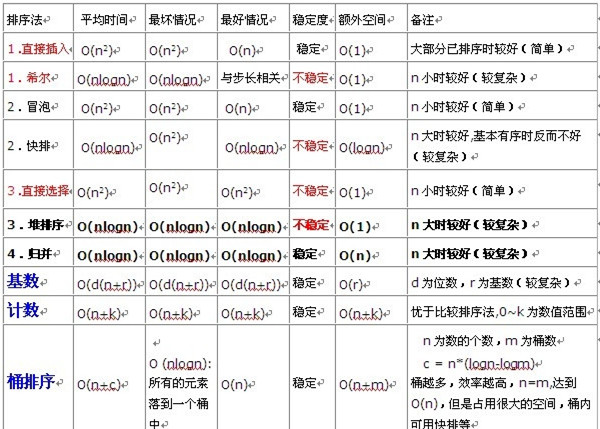 排序法 平均时间 最坏情况 最好情况 稳定度 额外空间 备注
1.直接插入 O(n²) O(n²) O(n) 稳定 O(1) 大部分已排序时较好（简单）
1．希尔 O(nlogn) O(nlogn) 与步长相关 不稳定 O(1) n小时较好（较复杂）
2．冒泡 O(n²) O(n²) O(n) 稳定 O(1) n小时较好（简单）
2．快排 O(nlogn) O(n²) O(nlogn) 不稳定 O(logn) n大时较好,基本有序时反而不好
（较复杂）
3.直接选择 O(n²) O(n²) O(n²) 不稳定 O(1) n小时较好（简单）
3．堆排序 O(nlogn) O(nlogn) O(nlogn) 不稳定 O(1) n大时较好（较复杂）
4．归并 O(nlogn) O(nlogn) O(nlogn) 稳定 O(n) n大时较好（较复杂）
基数 O(d(n+r)) O(d(n+r)) O(d(n+r)) 稳定 O(r) d为位数，r为基数（较复杂）
计数 O(n+k) O(n+k) O(n+k) 稳定 O(n+k) 优于比较排序法,0~k为数值范围
桶排序 O(n+c) O (nlogn):
所有的元素
落到一个桶
中
O(n) 稳定 O(n+m) n为数的个数，m为桶数
c = n*(logn-logm)
桶越多，效率越高，n=m,达到
O(n)，但是占用很大的空间，桶内
可用快排等